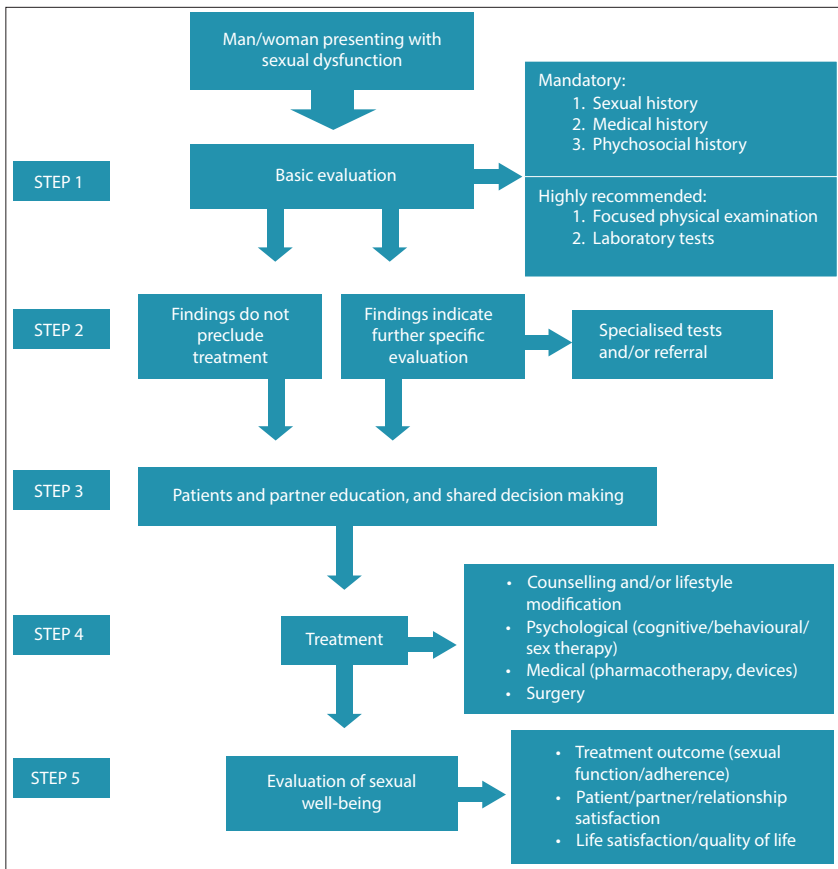 Man/woman presenting with
sexual dysfunction
Mandatory:
1. Sexual history
2. Medical history
3. Phychosocial history
STEP 1
Basic evaluation
Highly recommended:
1. Focused physical examination
2. Laboratory tests
STEP 2
Findings do not
preclude
treatment
Findings indicate
further specific
evaluation
Specialised tests
and/or referral
STEP 3
Patients and partner education, and shared decision making
STEP 4
Treatment
• Counselling and/or lifestyle
modification
• Psychological (cognitive/behavioural/
sex therapy)
• Medical (pharmacotherapy, devices)
• Surgery
STEP 5
Evaluation of sexual
well-being
• Treatment outcome (sexual
function/adherence)
• Patient/partner/relationship
satisfaction
• Life satisfaction/quality of life